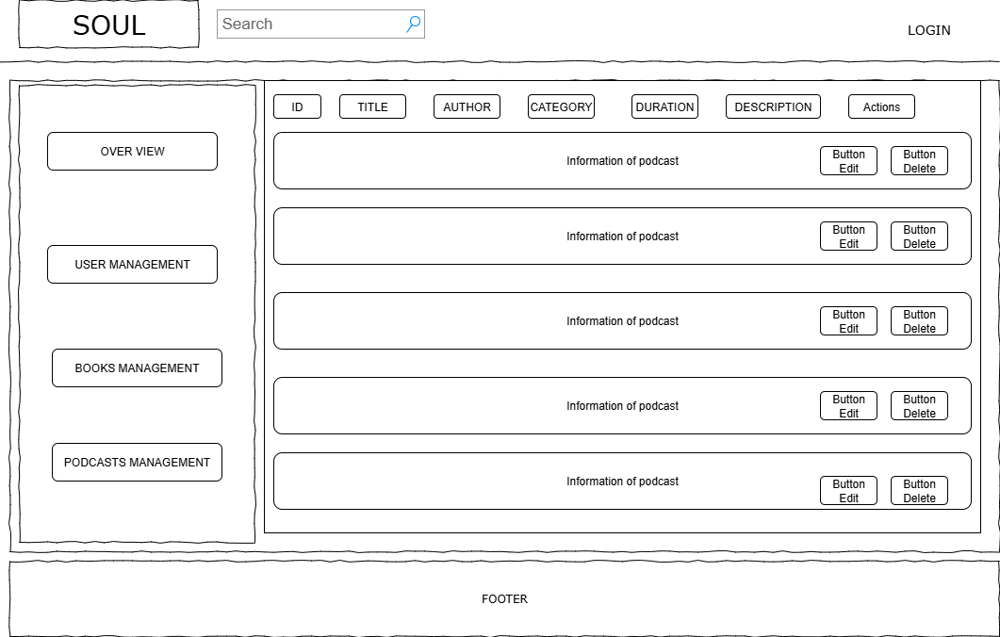 SOUL
Search
LOGIN
OVER VIEW
USER MANAGEMENT
BOOKS MANAGEMENT
PODCASTS MANAGEMENT
ID TITLE AUTHOR CATEGORY DURATION DESCRIPTION Actions
Information of podcast
Button
Edit
Button
Delete
Information of podcast
Button
Edit
Button
Delete
Information of podcast
Button
Edit
Button
Delete
Information of podcast
Button
Edit
Button
Delete
Information of podcast
Button
Edit
Button
Delete
FOOTER